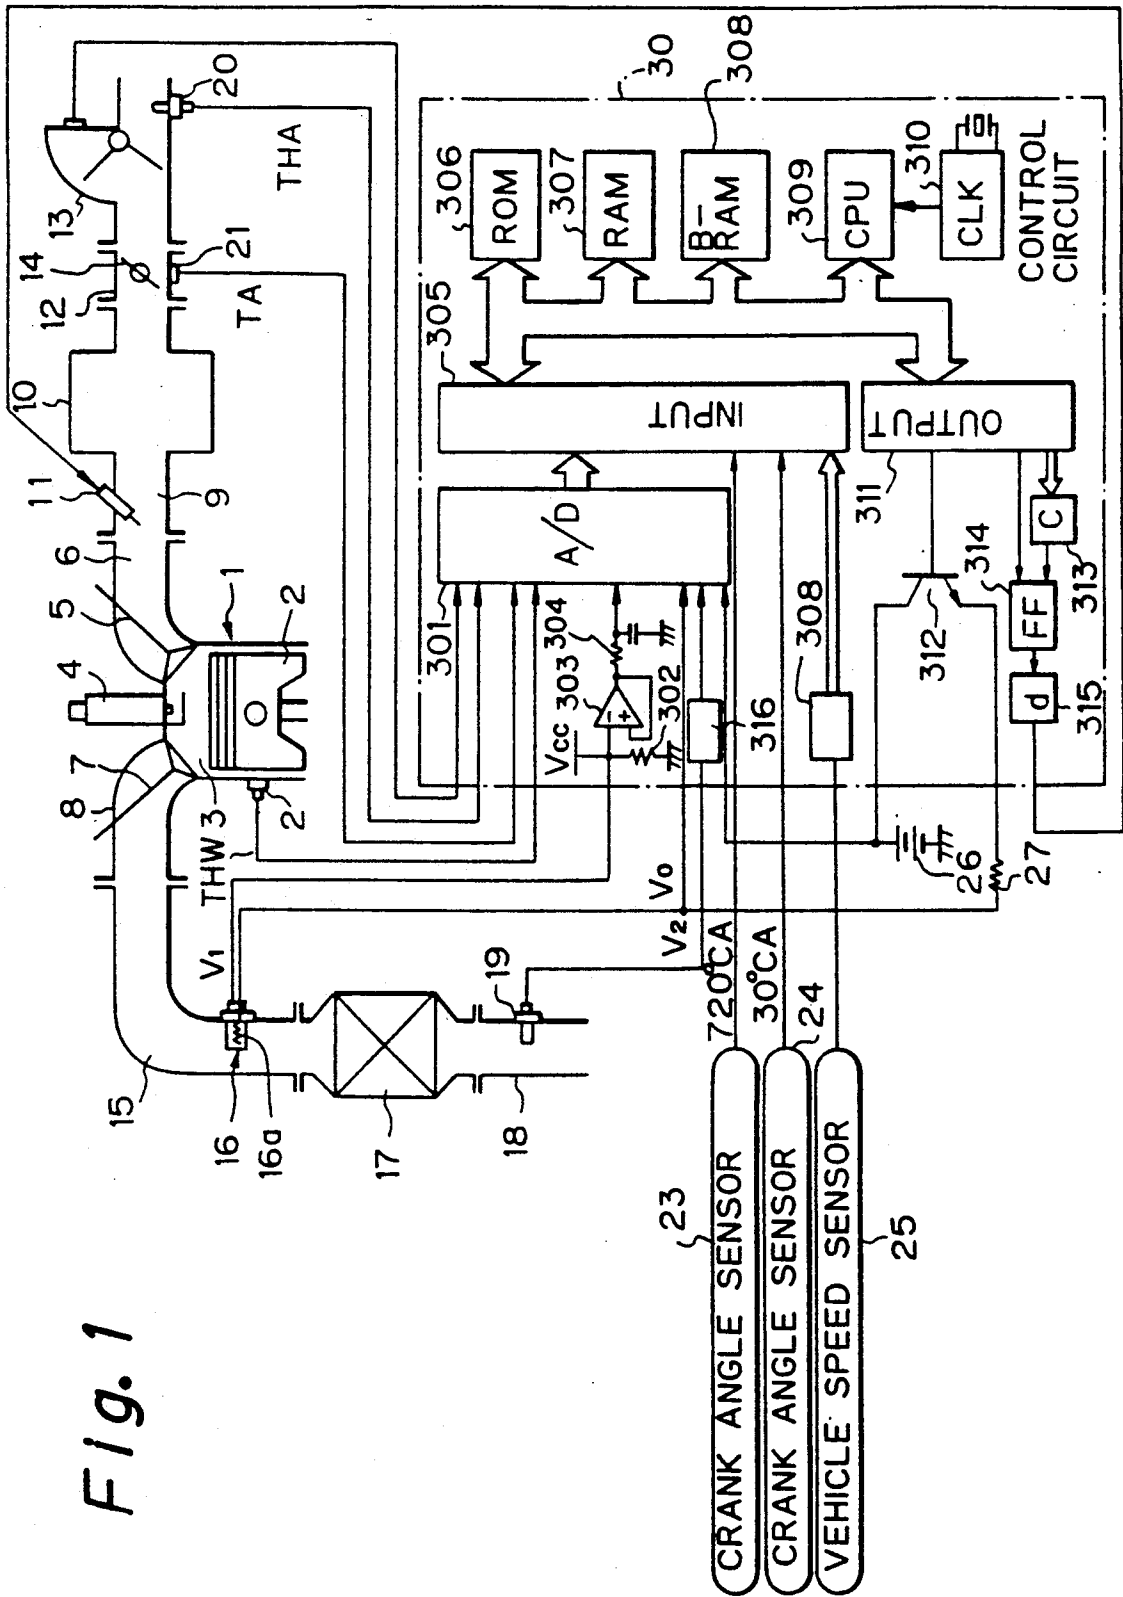 Fig. 1
15
8
7
4
5
6
11
10
12
14
13
20
THW
3
2
1
2
9
21
TA
THA
V1
16
16a
17
19
18
V2
V0
720°CA
30°CA
23
CRANK ANGLE SENSOR
CRANK ANGLE SENSOR
24
VEHICLE SPEED SENSOR
25
26
27
30
301
A/D
Vcc
303
304
302
316
308
305
INPUT
306
ROM
307
RAM
308
B-
RAM
309
CPU
310
CLK
CONTROL
CIRCUIT
311
OUTPUT
312
314
FF
C
313
d
315